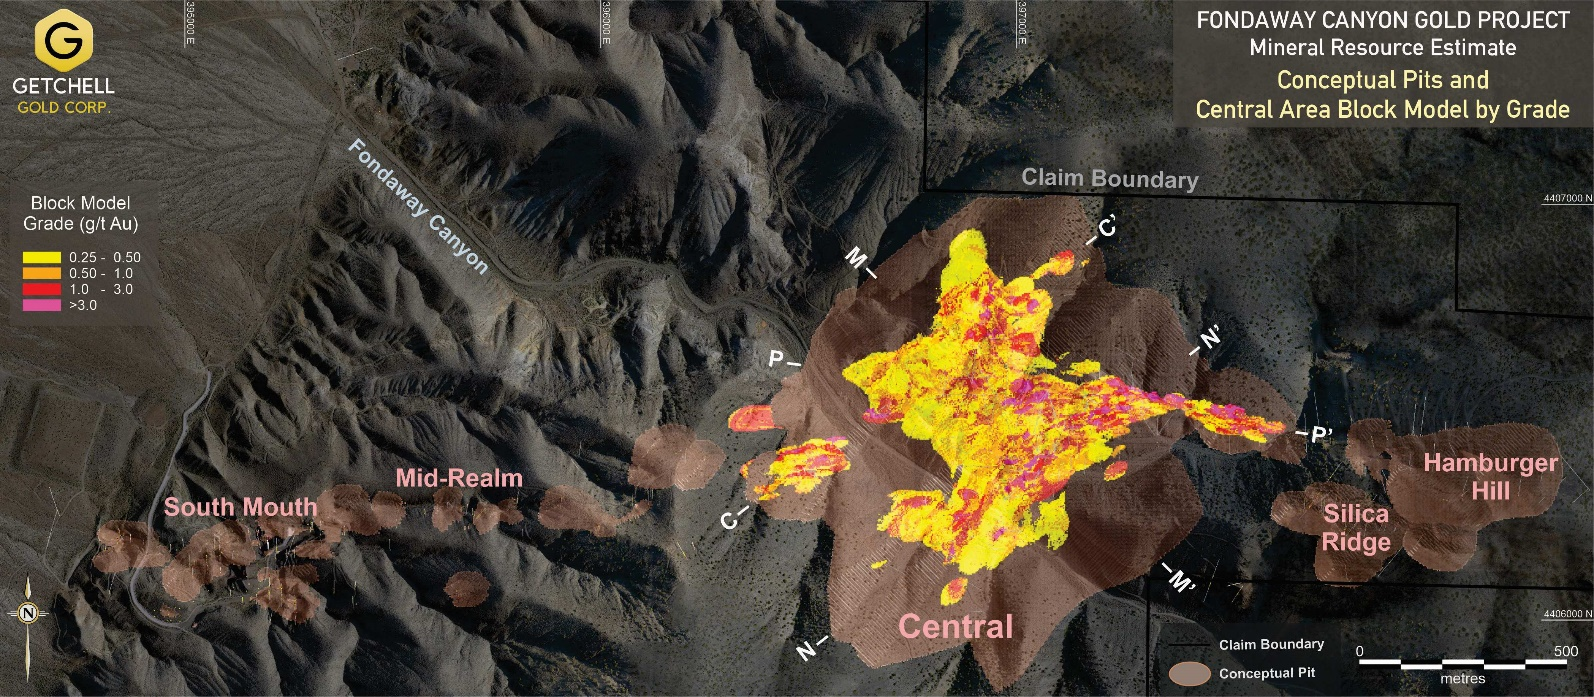 GETCHELL
GOLD CORP.
395000 E
396000 E
397000 E
FONDAWAY CANYON GOLD PROJECT
Mineral Resource Estimate
Conceptual Pits and
Central Area Block Model by Grade
Fondaway Canyon
Claim Boundary
4407000 N
Block Model
Grade (g/t Au)
0.25 - 0.50
0.50 - 1.0
1.0 - 3.0
>3.0
M
C'
N'
P
P'
Hamburger
Hill
Mid-Realm
South Mouth
C
Silica
Ridge
M'
N
Central
N
4406000 N
Claim Boundary
Conceptual Pit
0 500
metres